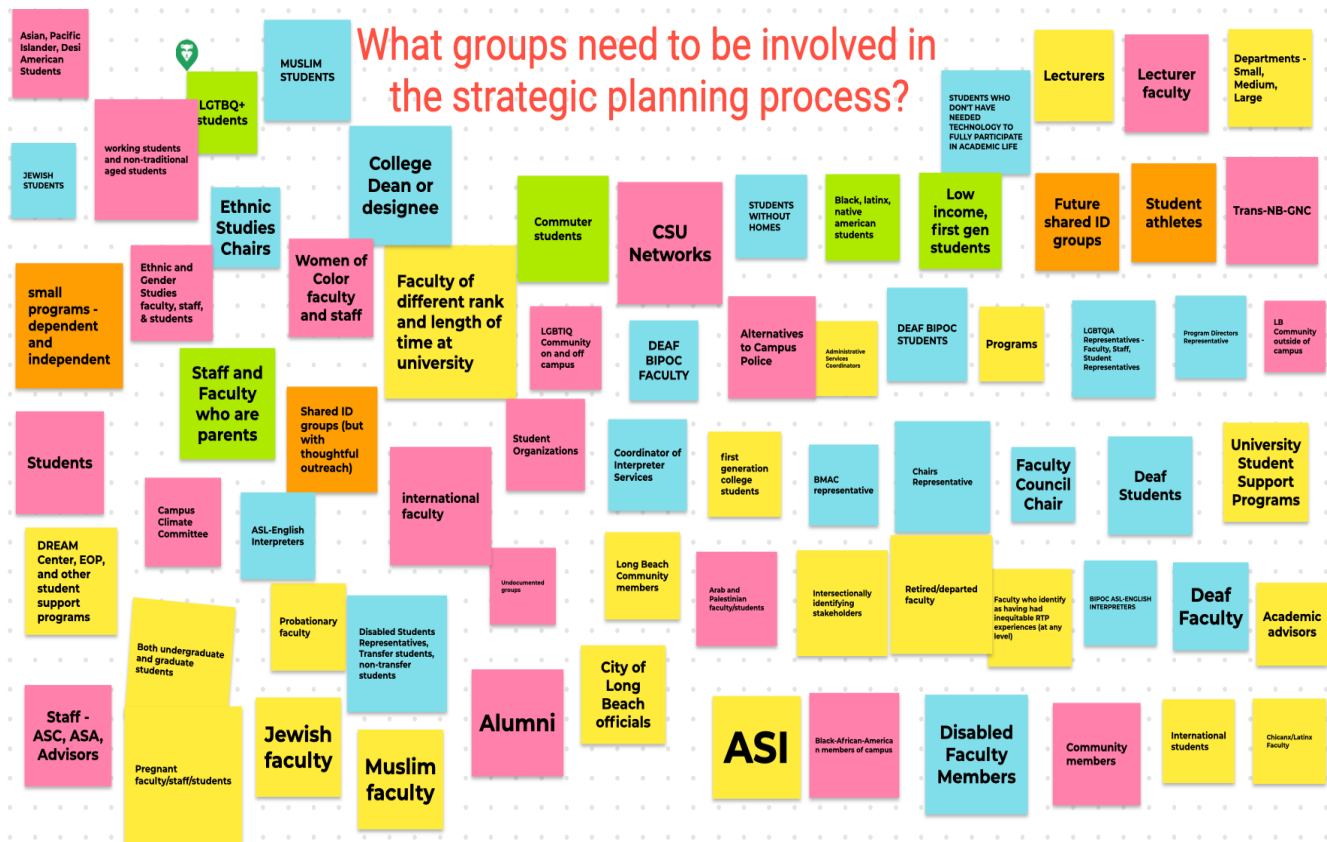 What groups need to be involved in
the strategic planning process?
Asian, Pacific
Islander, Desi
American
Students
LGTBQ+
students
MUSLIM
STUDENTS
working students
and non-traditional
aged students
JEWISH
STUDENTS
College
Dean or
designee
Ethnic
Studies
Chairs
STUDENTS WHO
DON'T HAVE
NEEDED
TECHNOLOGY TO
FULLY PARTICIPATE
IN ACADEMIC LIFE
Lecturers
Lecturer
faculty
Departments -
Small,
Medium,
Large
Commuter
students
CSU
Networks
STUDENTS
WITHOUT
HOMES
Black, latinx,
native
american
students
Low
income,
first gen
students
Future
shared ID
groups
Student
athletes
Trans-NB-GNC
small
programs -
dependent
and
independent
Ethnic and
Gender
Studies
faculty, staff,
& students
Women of
Color
faculty
and staff
Faculty of
different rank
and length of
time at
university
LGBTIQ
Community
on and off
campus
DEAF
BIPOC
FACULTY
Alternatives
to Campus
Police
Administrative
Services
Coordinators
DEAF BIPOC
STUDENTS
Programs
LGBTQIA
Representatives -
Faculty, Staff,
Student
Representatives
Program Directors
Representative
LB
Community
outside of
campus
Staff and
Faculty
who are
parents
Shared ID
groups (but
with
thoughtful
outreach)
Students
Campus
Climate
Committee
ASL-English
Interpreters
international
faculty
Student
Organizations
Coordinator of
Interpreter
Services
first
generation
college
students
BMAC
representative
Chairs
Representative
Faculty
Council
Chair
Deaf
Students
University
Student
Support
Programs
DREAM
Center, EOP,
and other
student
support
programs
Both undergraduate
and graduate
students
Probationary
faculty
Disabled Students
Representatives,
Transfer students,
non-transfer
students
Undocumented
groups
Long Beach
Community
members
Arab and
Palestinian
faculty/students
Intersectionally
identifying
stakeholders
Retired/departed
faculty
Faculty who identify
as having had
inequitable RTP
experiences (at any
level)
BIPOC ASL-ENGLISH
INTERPRETERS
Deaf
Faculty
Academic
advisors
Staff -
ASC, ASA,
Advisors
Pregnant
faculty/staff/students
Jewish
faculty
Muslim
faculty
Alumni
City of
Long
Beach
officials
ASI
Black-African-America
n members of campus
Disabled
Faculty
Members
Community
members
International
students
Chicanx/Latinx
Faculty